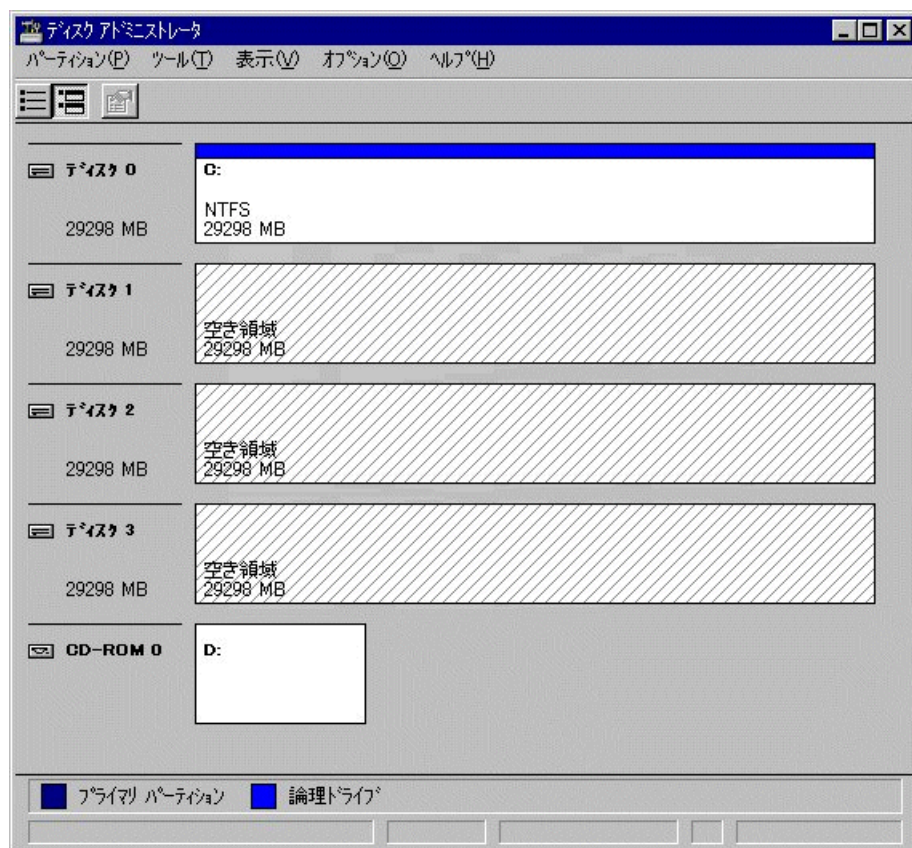 ディスク アドミニストレータ
パーティション(P) ツール(T) 表示(V) オプション(O) ヘルプ(H)
ディスク 0
29298 MB
C:
NTFS
29298 MB
ディスク 1
29298 MB
空き領域
29298 MB
ディスク 2
29298 MB
空き領域
29298 MB
ディスク 3
29298 MB
空き領域
29298 MB
CD-ROM 0
D:
プライマリ パーティション 論理ドライブ